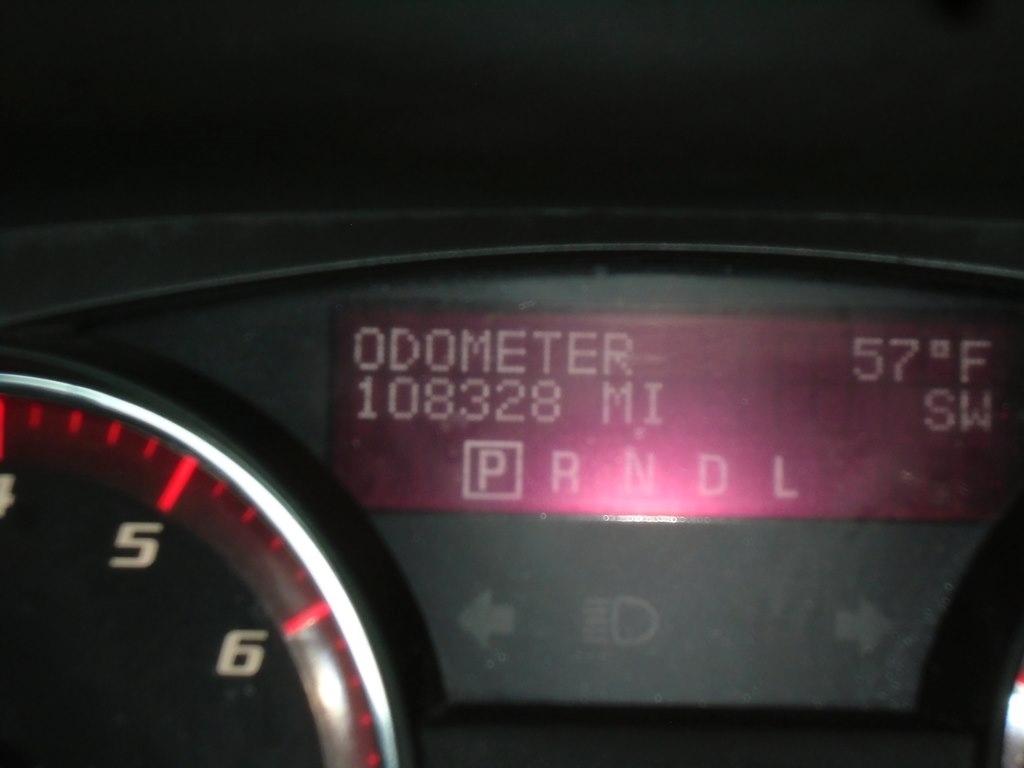 ODOMETER 57°F
108328 MI SW
P R N D L
5
6